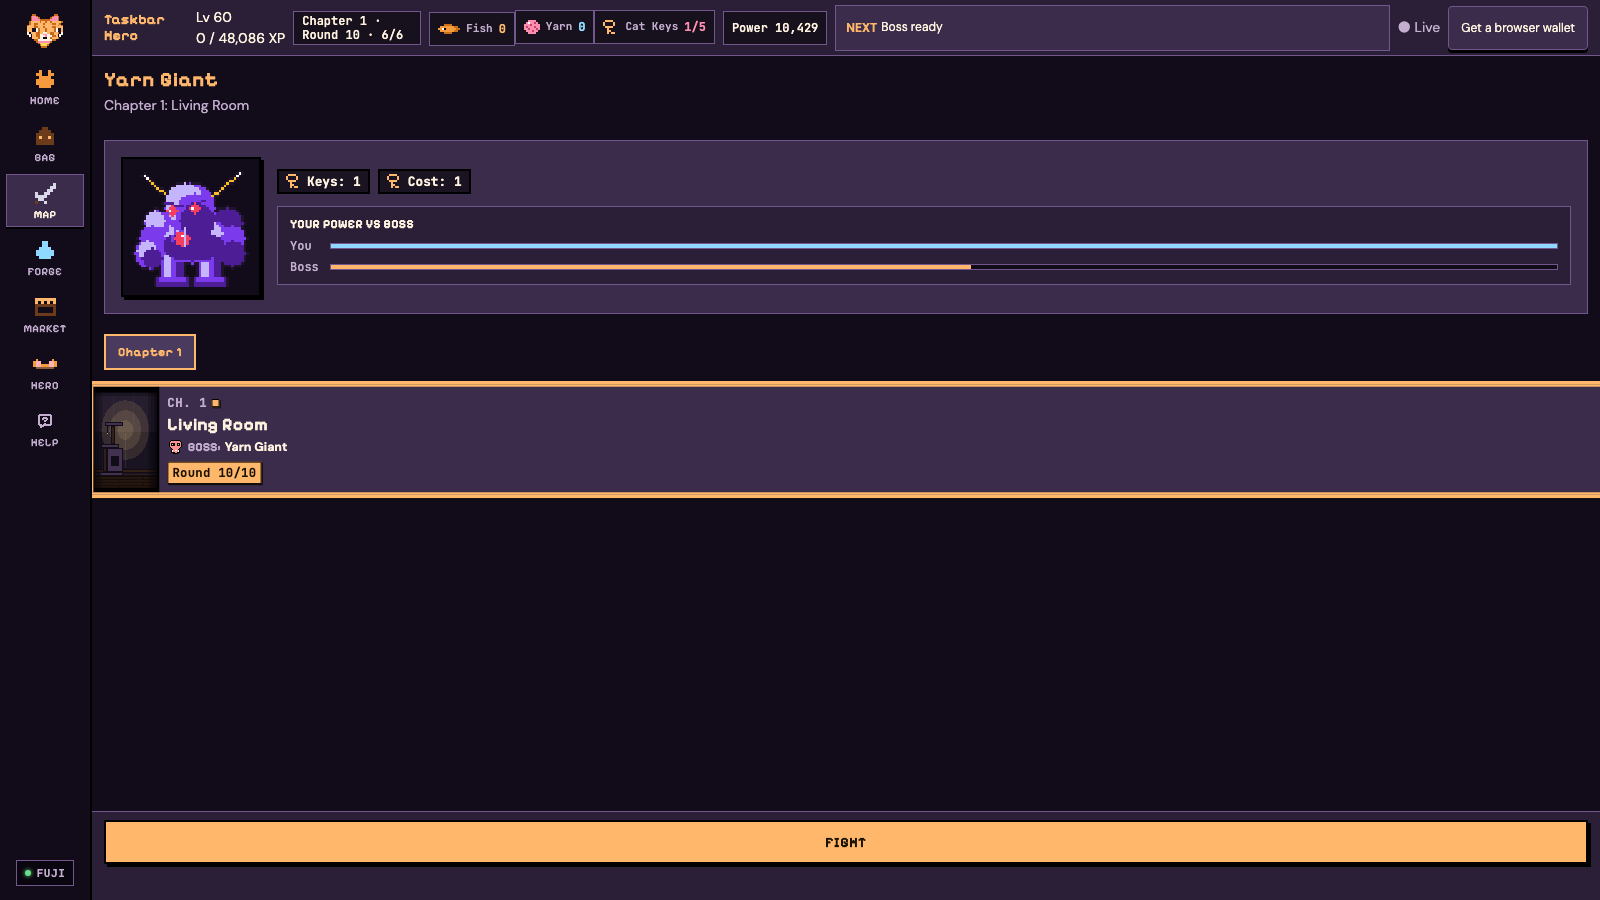 Taskbar
Hero
Lv 60
0 / 48,086 XP
Chapter 1 ·
Round 10 · 6/6
Fish 0
Yarn 0
Cat Keys 1/5
Power 10,429
NEXT Boss ready
Live
Get a browser wallet
HOME
BAG
MAP
FORGE
MARKET
HERO
HELP
FUJI
Yarn Giant
Chapter 1: Living Room
Keys: 1
Cost: 1
YOUR POWER VS BOSS
You
Boss
Chapter 1
CH. 1
Living Room
BOSS: Yarn Giant
Round 10/10
FIGHT